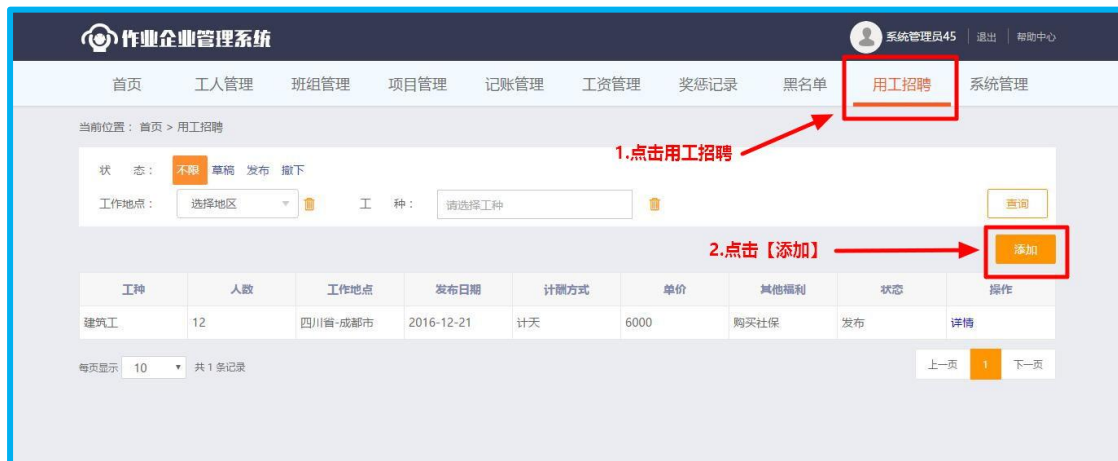 作业企业管理系统 系统管理员45 | 退出 | 帮助中心
首页 工人管理 班组管理 项目管理 记账管理 工资管理 奖惩记录 黑名单 用工招聘 系统管理
当前位置： 首页 > 用工招聘
1.点击用工招聘
状 态： 不限 草稿 发布 撤下
工作地点： 选择地区 工 种： 请选择工种 查询
2.点击【添加】 添加
工种 人数 工作地点 发布日期 计酬方式 单价 其他福利 状态 操作
建筑工 12 四川省-成都市 2016-12-21 计天 6000 购买社保 发布 详情
每页显示 10 共 1 条记录 上一页 1 下一页